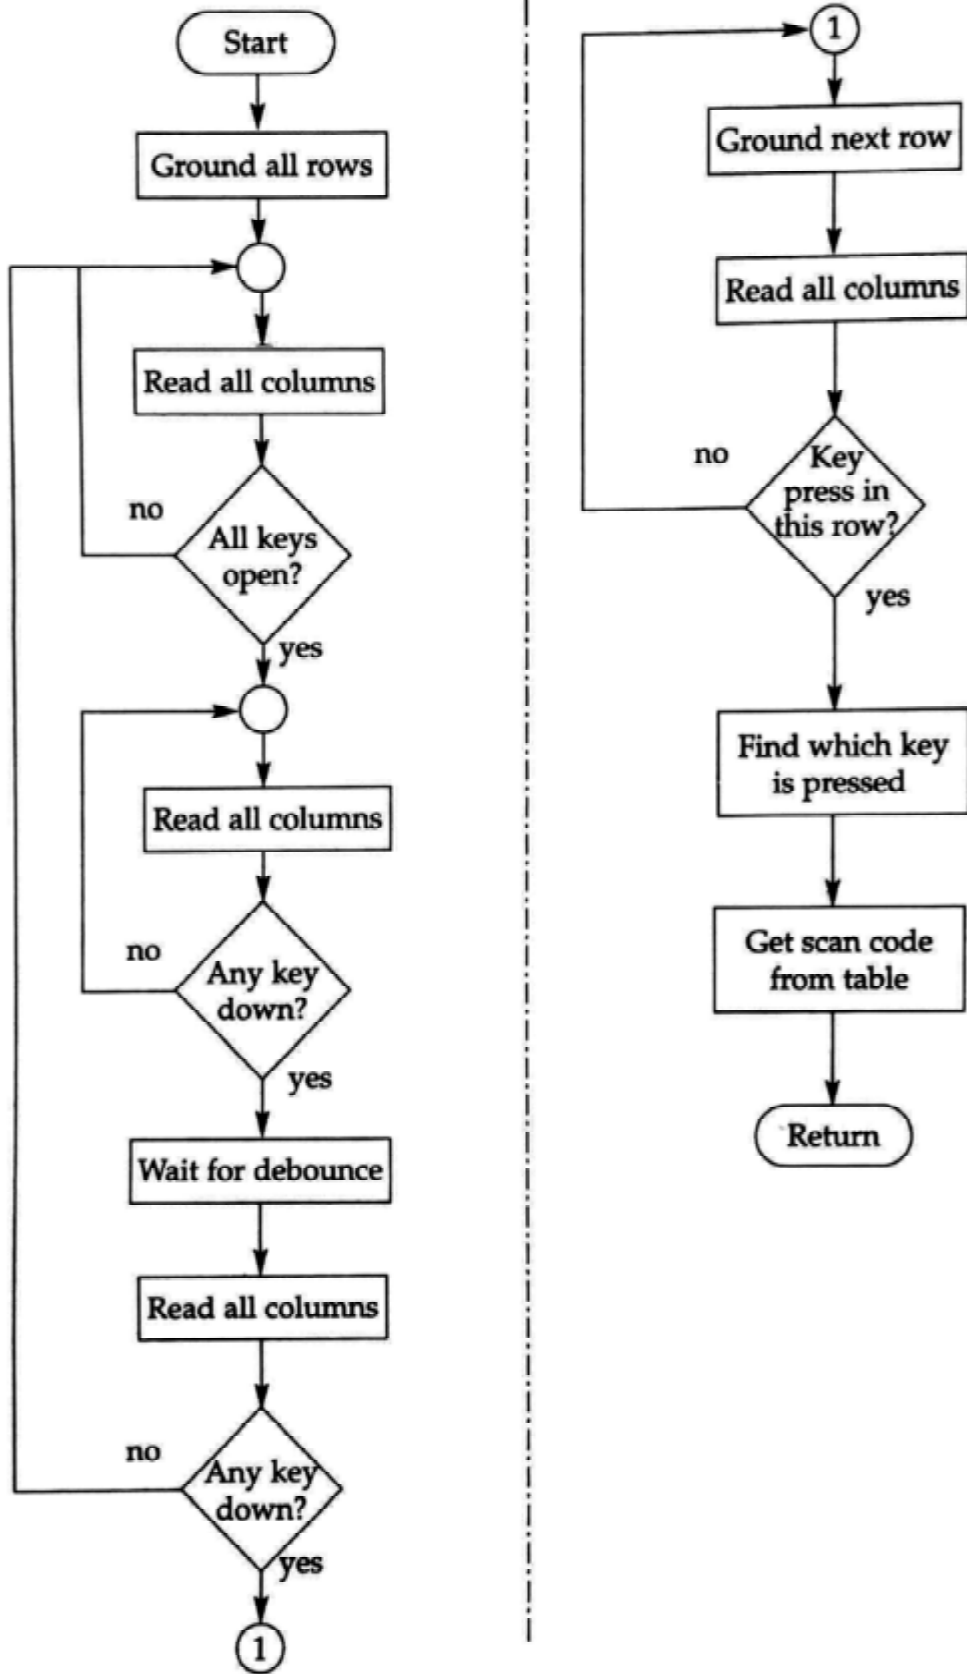 Start
Ground all rows
Read all columns
no
All keys
open?
yes
Read all columns
no
Any key
down?
yes
Wait for debounce
Read all columns
no
Any key
down?
yes
1
1
Ground next row
Read all columns
no
Key
press in
this row?
yes
Find which key
is pressed
Get scan code
from table
Return